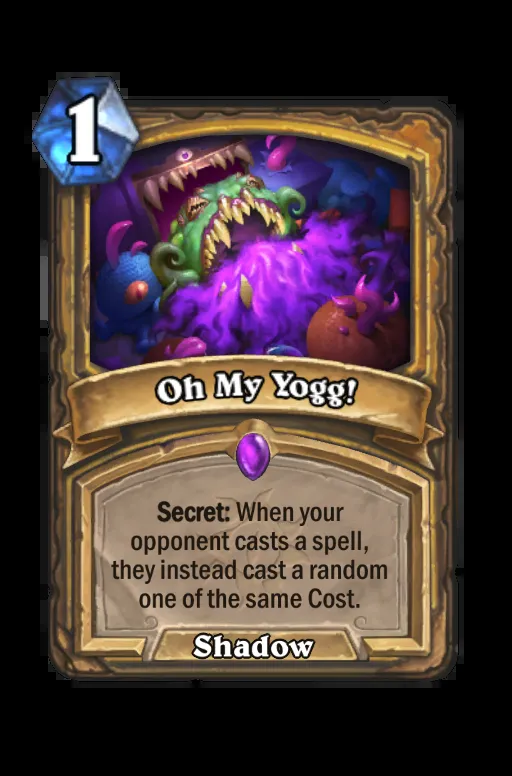 1
Oh My Yogg!
Secret: When your
opponent casts a spell,
they instead cast a random
one of the same Cost.
Shadow